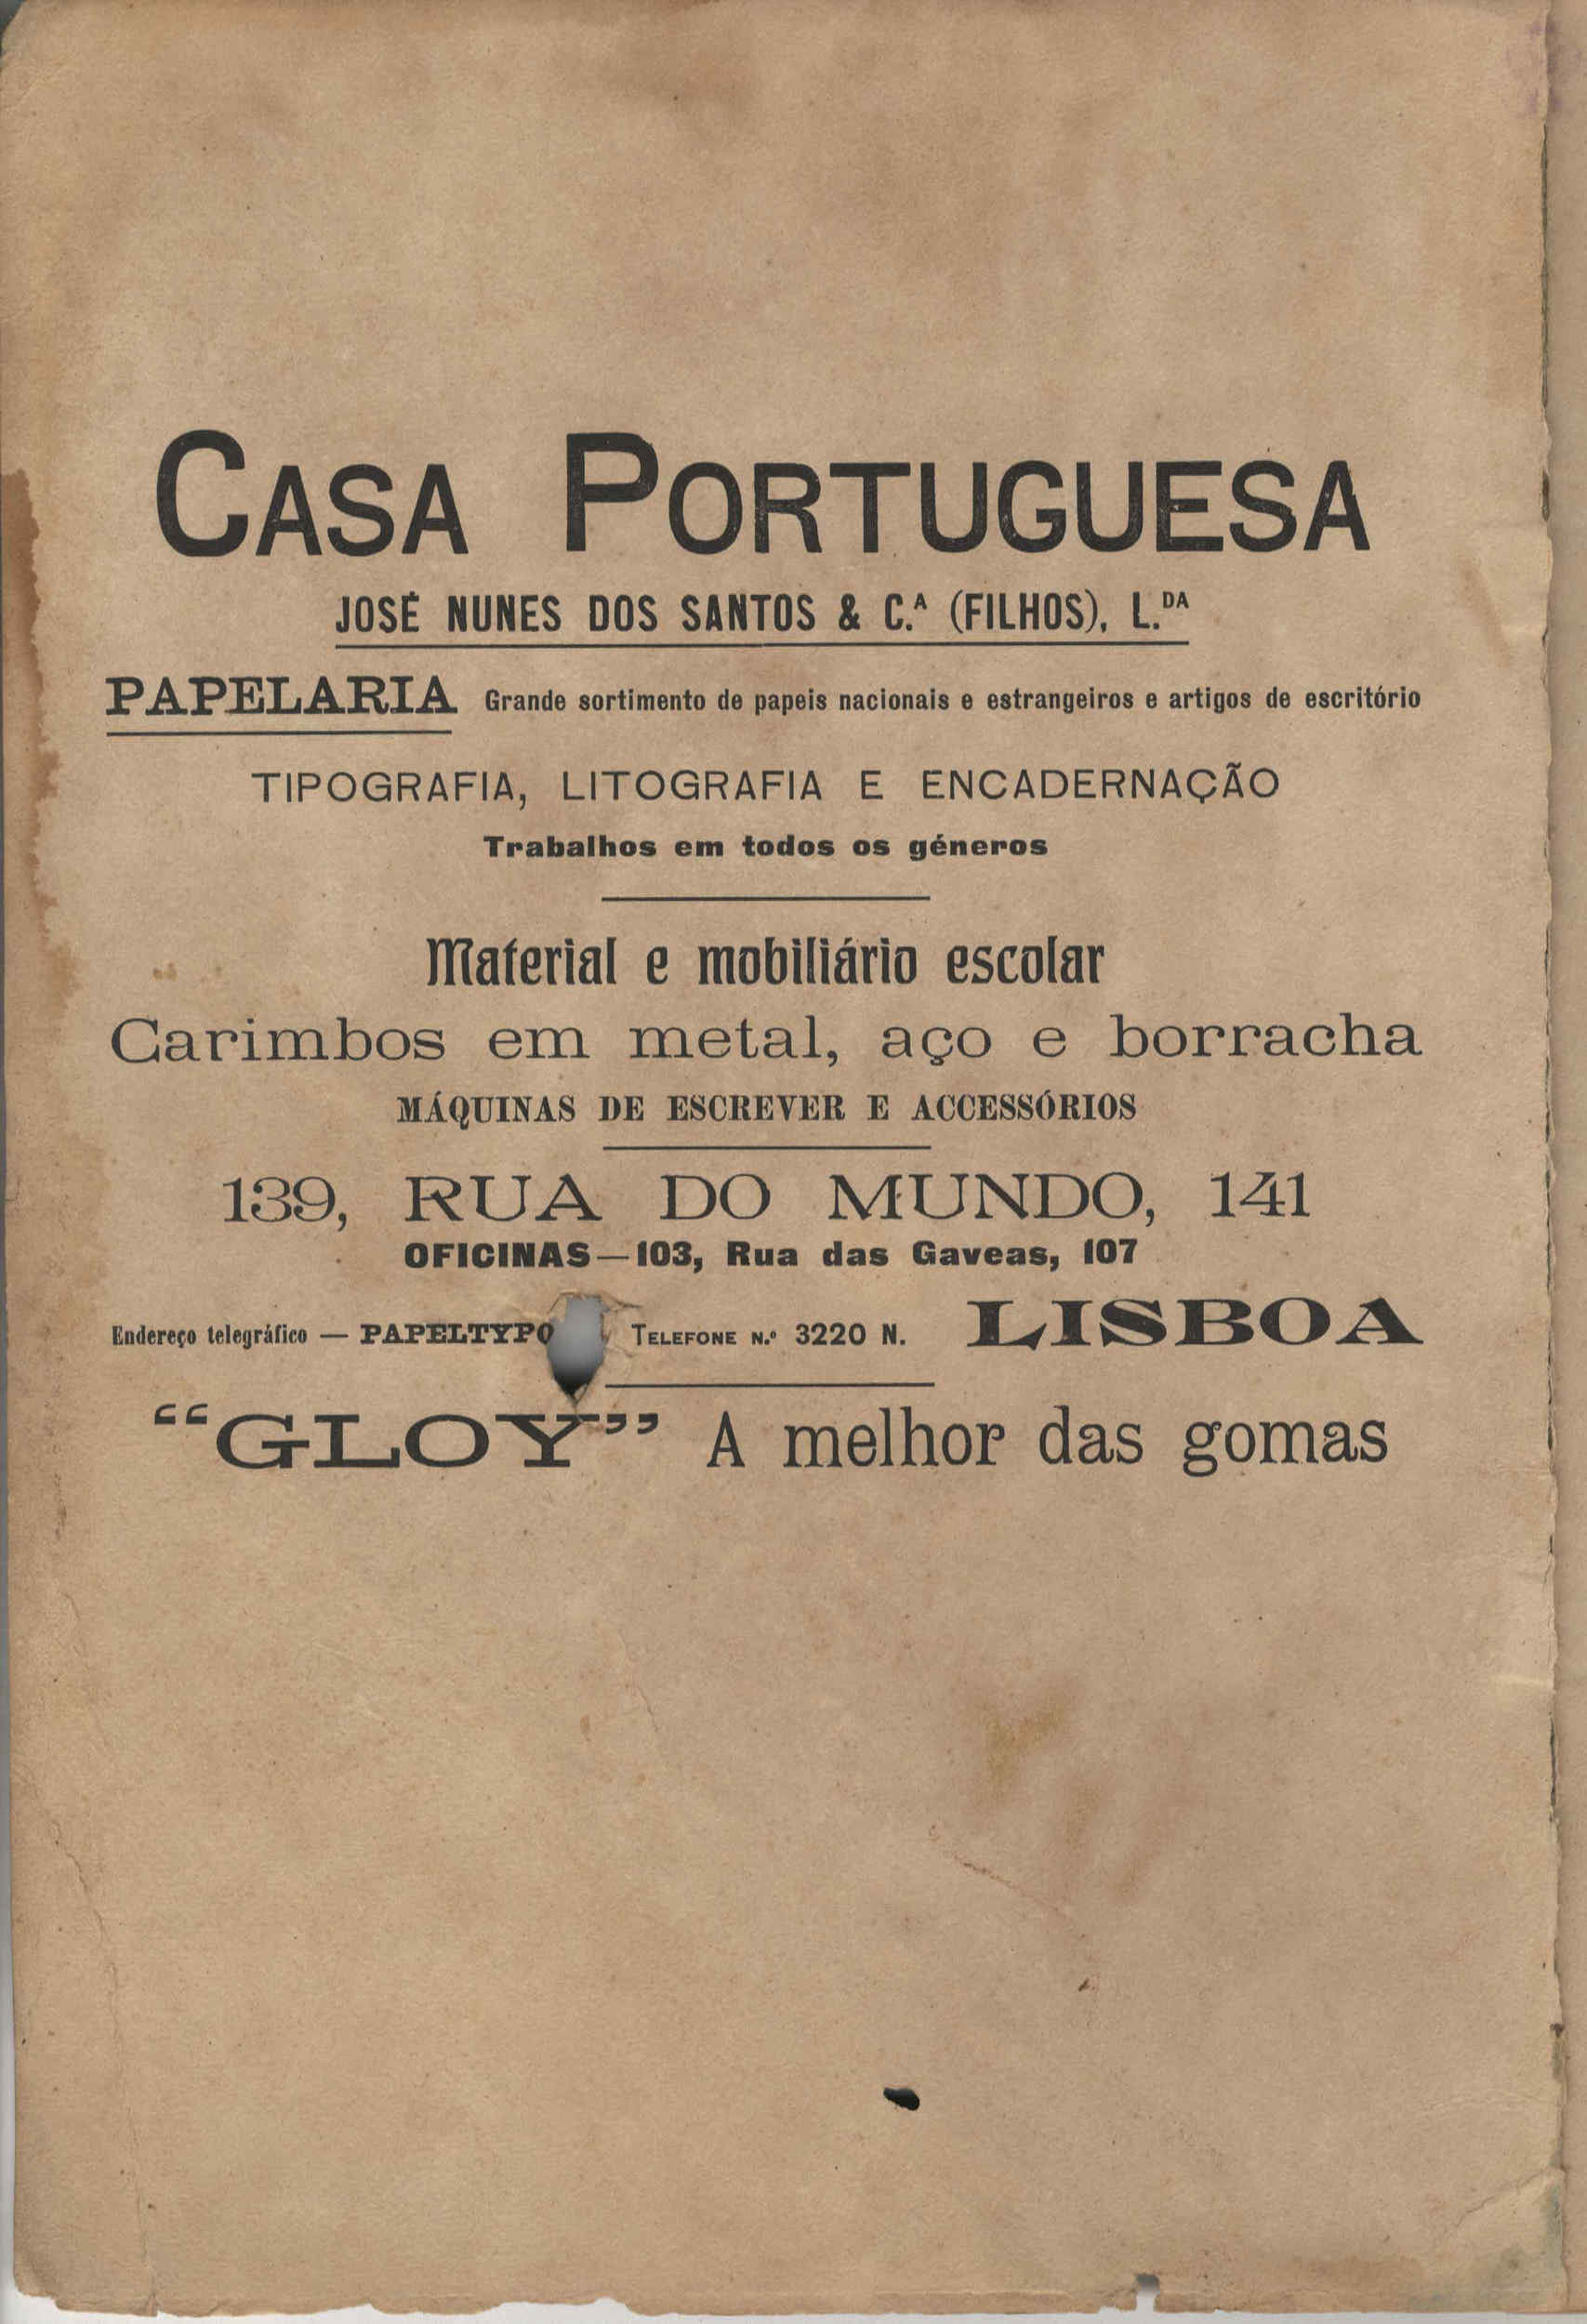 CASA PORTUGUESA
JOSÉ NUNES DOS SANTOS & C.A (FILHOS), L.DA
PAPELARIA Grande sortimento de papeis nacionais e estrangeiros e artigos de escritório
TIPOGRAFIA, LITOGRAFIA E ENCADERNAÇÃO
Trabalhos em todos os géneros
Material e mobiliário escolar
Carimbos em metal, aço e borracha
MÁQUINAS DE ESCREVER E ACCESSÓRIOS
139, RUA DO MUNDO, 141
OFICINAS—103, Rua das Gaveas, 107
Endereço telegráfico — PAPELTYPO TELEFONE N.º 3220 N. LISBOA
“GLOY” A melhor das gomas